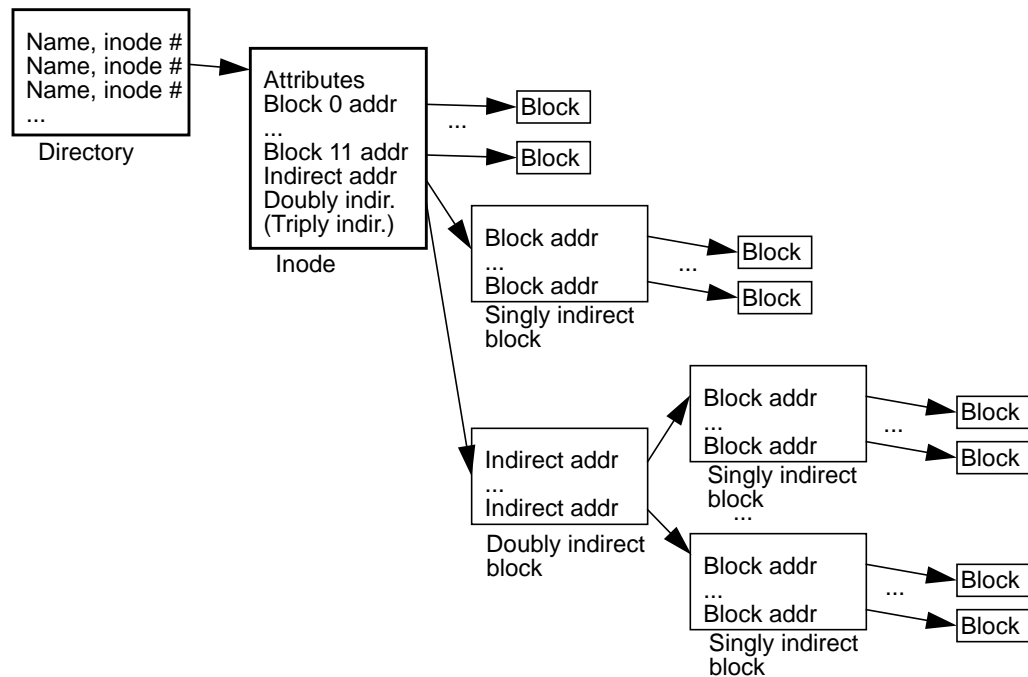 Name, inode #
Name, inode #
Name, inode #
...
Directory
Attributes
Block 0 addr
...
Block 11 addr
Indirect addr
Doubly indir.
(Triply indir.)
Inode
Block
...
Block
Block addr
...
Block addr
Singly indirect
block
Block
...
Block
Indirect addr
...
Indirect addr
Doubly indirect
block
Block addr
...
Block addr
Singly indirect
block
...
Block
...
Block
Block addr
...
Block addr
Singly indirect
block
Block
...
Block